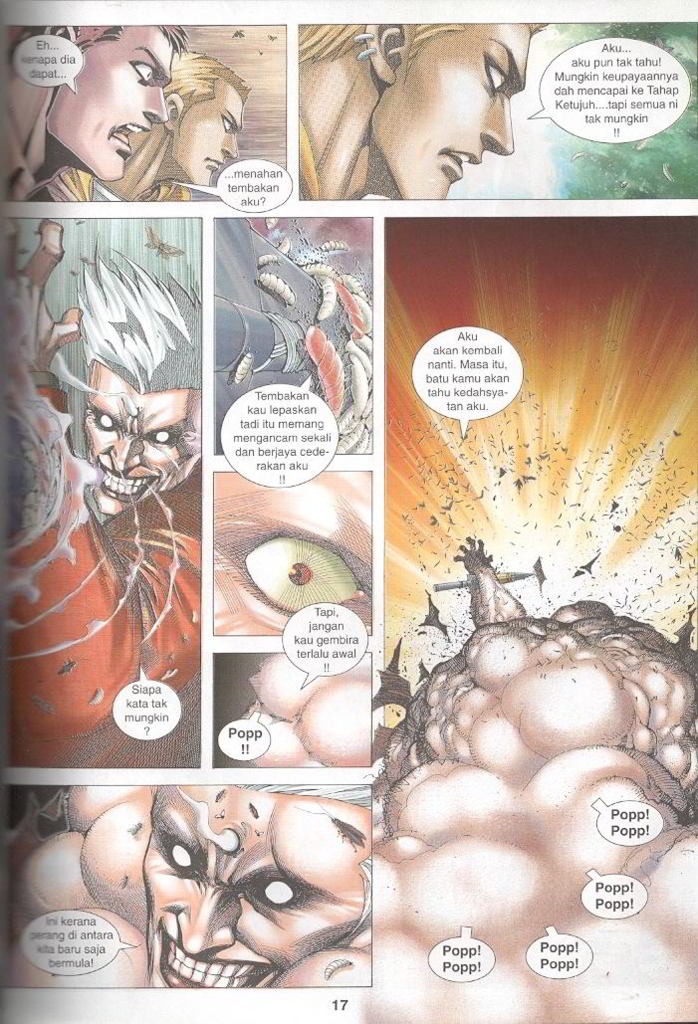 Eh...
kenapa dia
dapat....
...menahan
tembakan
aku?
Aku...
aku pun tak tahu!
Mungkin keupayaannya
dah mencapai ke Tahap
Ketujuh....tapi semua ni
tak mungkin
!!
Siapa
kata tak
mungkin
?
Tembakan
kau lepaskan
tadi itu memang
mengancam sekali
dan berjaya cede-
rakan aku
!!
Tapi,
jangan
kau gembira
terlalu awal
!!
Popp
!!
Aku
akan kembali
nanti. Masa itu,
batu kamu akan
tahu kedahsya-
tan aku.
Ini kerana
perang di antara
kita baru saja
bermula!
Popp!
Popp!
Popp!
Popp!
Popp!
Popp!
Popp!
Popp!
17